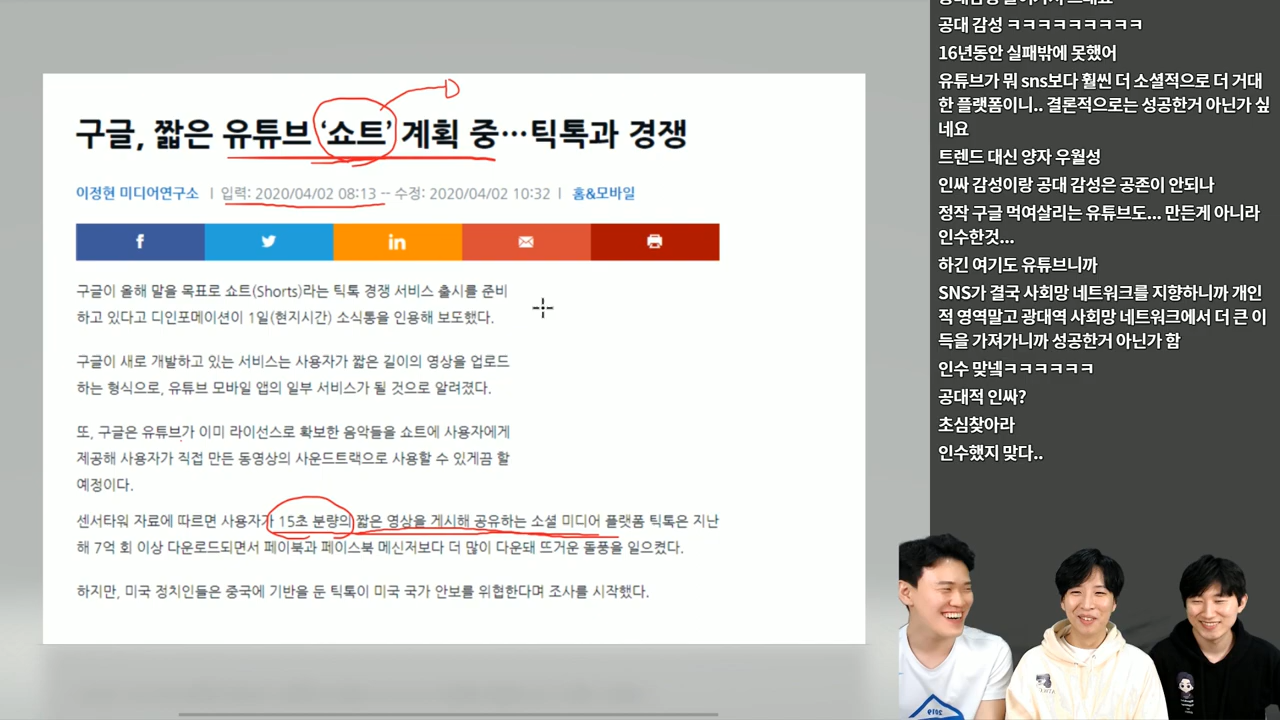 구글, 짧은 유튜브 ‘쇼트’ 계획 중…틱톡과 경쟁
이정현 미디어연구소 | 입력: 2020/04/02 08:13 -- 수정: 2020/04/02 10:32 | 홈&모바일
구글이 올해 말을 목표로 쇼트(Shorts)라는 틱톡 경쟁 서비스 출시를 준비
하고 있다고 디인포메이션이 1일(현지시간) 소식통을 인용해 보도했다.
구글이 새로 개발하고 있는 서비스는 사용자가 짧은 길이의 영상을 업로드
하는 형식으로, 유튜브 모바일 앱의 일부 서비스가 될 것으로 알려졌다.
또, 구글은 유튜브가 이미 라이선스로 확보한 음악들을 쇼트에 사용자에게
제공해 사용자가 직접 만든 동영상의 사운드트랙으로 사용할 수 있게끔 할
예정이다.
센서타워 자료에 따르면 사용자가 15초 분량의 짧은 영상을 게시해 공유하는 소셜 미디어 플랫폼 틱톡은 지난
해 7억 회 이상 다운로드되면서 페이북과 페이스북 메신저보다 더 많이 다운돼 뜨거운 돌풍을 일으켰다.
하지만, 미국 정치인들은 중국에 기반을 둔 틱톡이 미국 국가 안보를 위협한다며 조사를 시작했다.
공대 감성 ㅋㅋㅋㅋㅋㅋㅋㅋㅋ
16년동안 실패밖에 못했어
유튜브가 뭐 sns보다 훨씬 더 소셜적으로 더 거대
한 플랫폼이니.. 결론적으로는 성공한거 아닌가 싶
네요
트렌드 대신 양자 우월성
인싸 감성이랑 공대 감성은 공존이 안되나
정작 구글 먹여살리는 유튜브도... 만든게 아니라
인수한것...
하긴 여기도 유튜브니까
SNS가 결국 사회망 네트워크를 지향하니까 개인
적 영역말고 광대역 사회망 네트워크에서 더 큰 이
득을 가져가니까 성공한거 아닌가 함
인수 맞넼ㅋㅋㅋㅋㅋㅋ
공대적 인싸?
초심찾아라
인수했지 맞다..